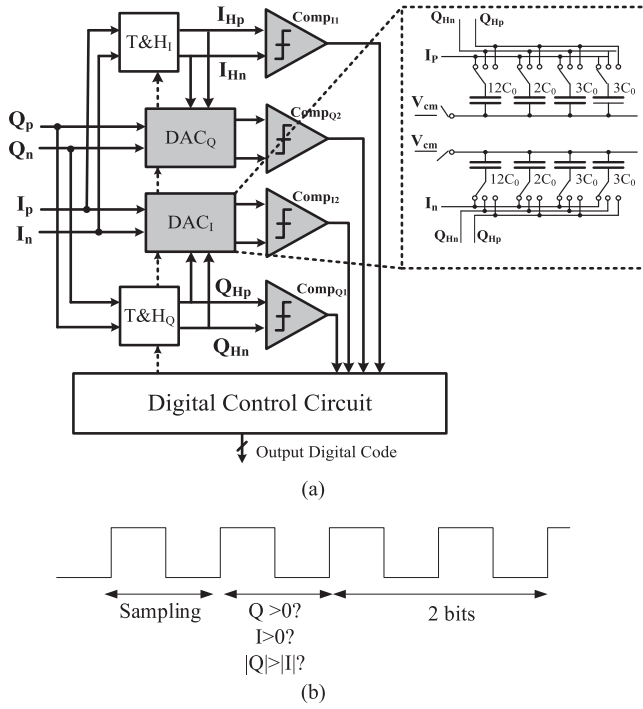 T&H_I
I_Hp
I_Hn
Comp_I1
Q_p
Q_n
DAC_Q
Comp_Q2
I_p
I_n
DAC_I
Comp_I2
T&H_Q
Q_Hp
Q_Hn
Comp_Q1
Digital Control Circuit
Output Digital Code
Q_Hn Q_Hp
I_P
12C_0 2C_0 3C_0 3C_0
V_cm
V_cm
12C_0 2C_0 3C_0 3C_0
I_n
Q_Hn Q_Hp
(a)
Sampling
Q >0?
I>0?
|Q|>|I|?
2 bits
(b)